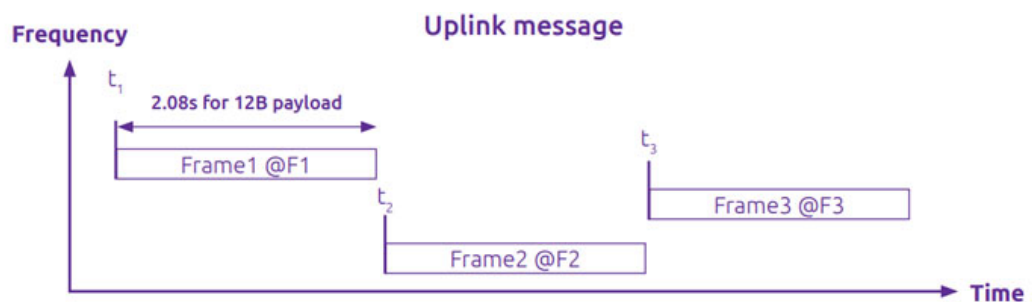 Uplink message
Frequency
t₁
2.08s for 12B payload
Frame1 @F1
t₂
Frame2 @F2
t₃
Frame3 @F3
Time